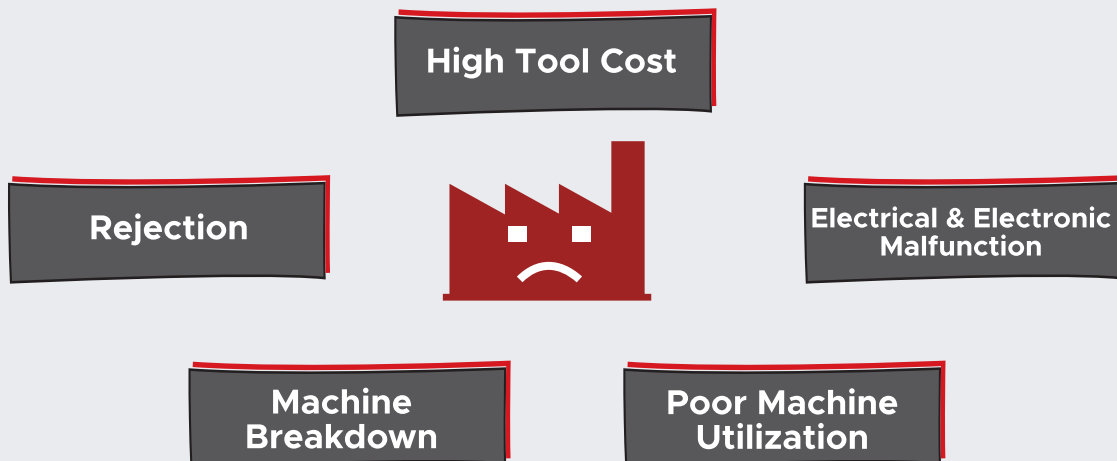 High Tool Cost
Rejection
Electrical & Electronic
Malfunction
Machine
Breakdown
Poor Machine
Utilization